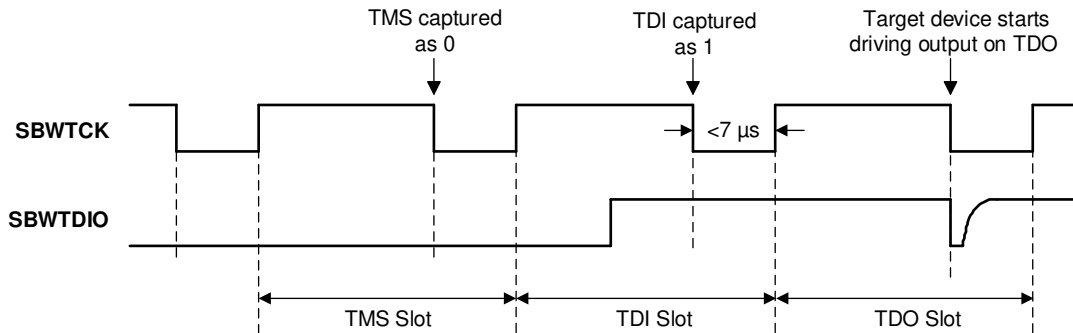 TMS captured
as 0
TDI captured
as 1
Target device starts
driving output on TDO
SBWTCK
<7 µs
SBWTDIO
TMS Slot
TDI Slot
TDO Slot